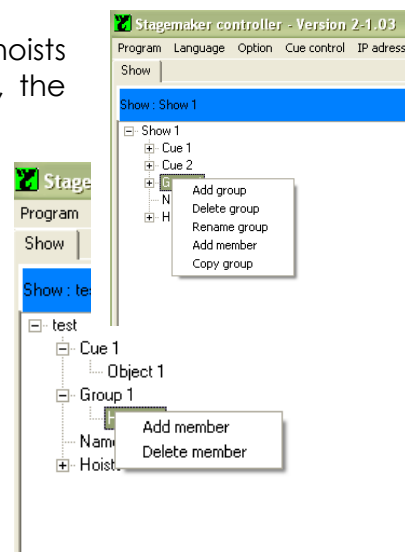 hoists
, the
Stagemaker controller - Version 2-1.03
Program Language Option Cue control IP adress
Show
Show : Show 1
Show 1
Cue 1
Cue 2
G
N
H
Add group
Delete group
Rename group
Add member
Copy group
Stage
Program
Show
Show : te
test
Cue 1
Object 1
Group 1
H
Name
Hoist
Add member
Delete member